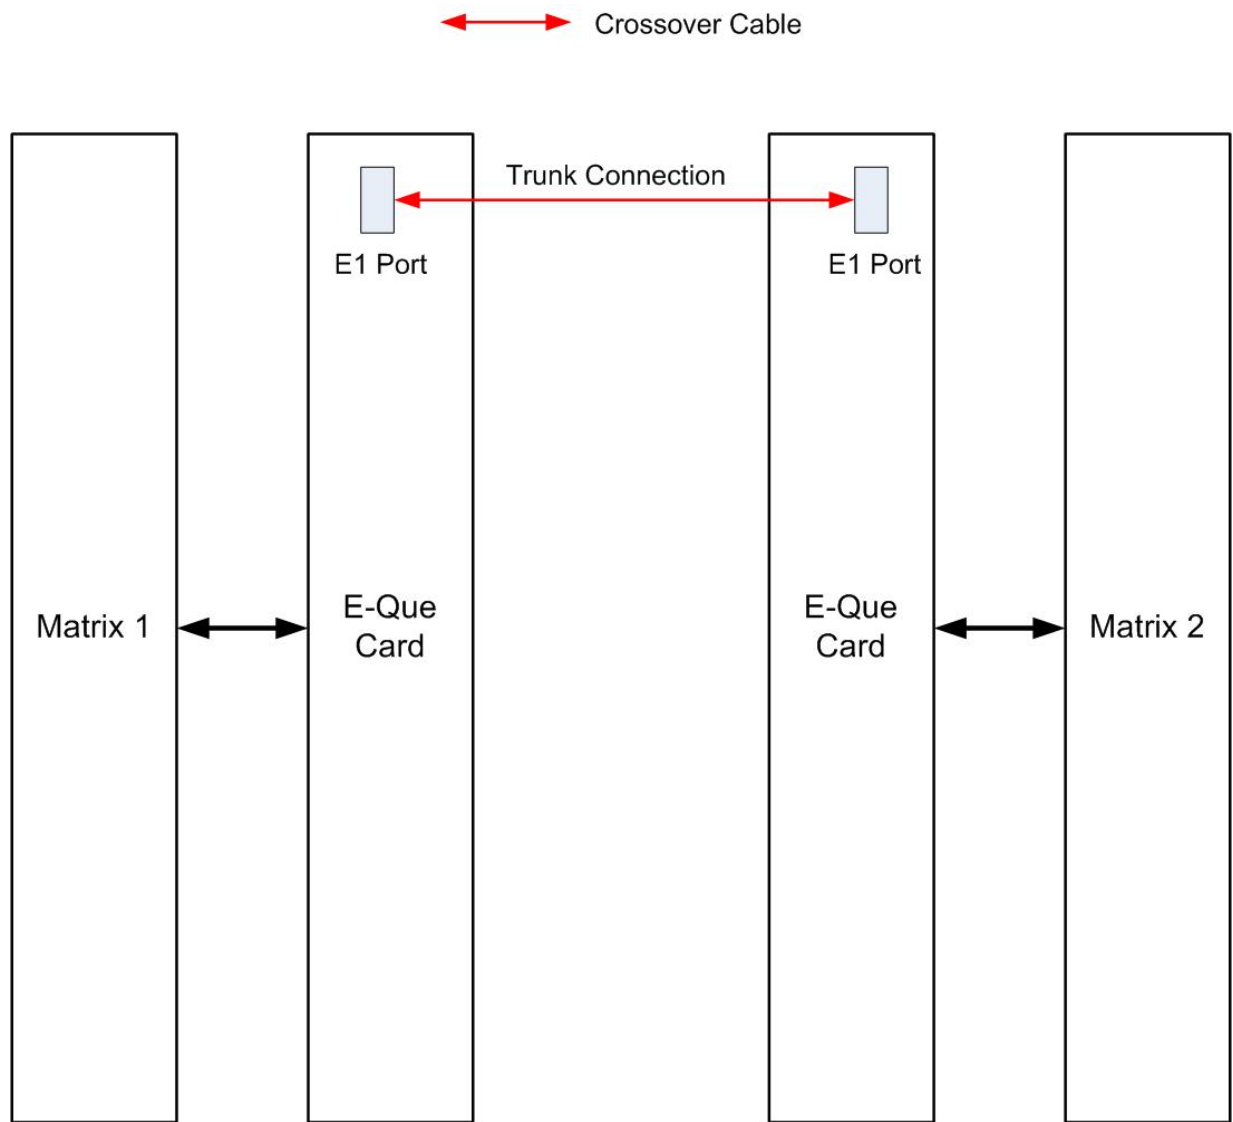 Crossover Cable
Trunk Connection
E1 Port
E1 Port
Matrix 1
E-Que
Card
E-Que
Card
Matrix 2